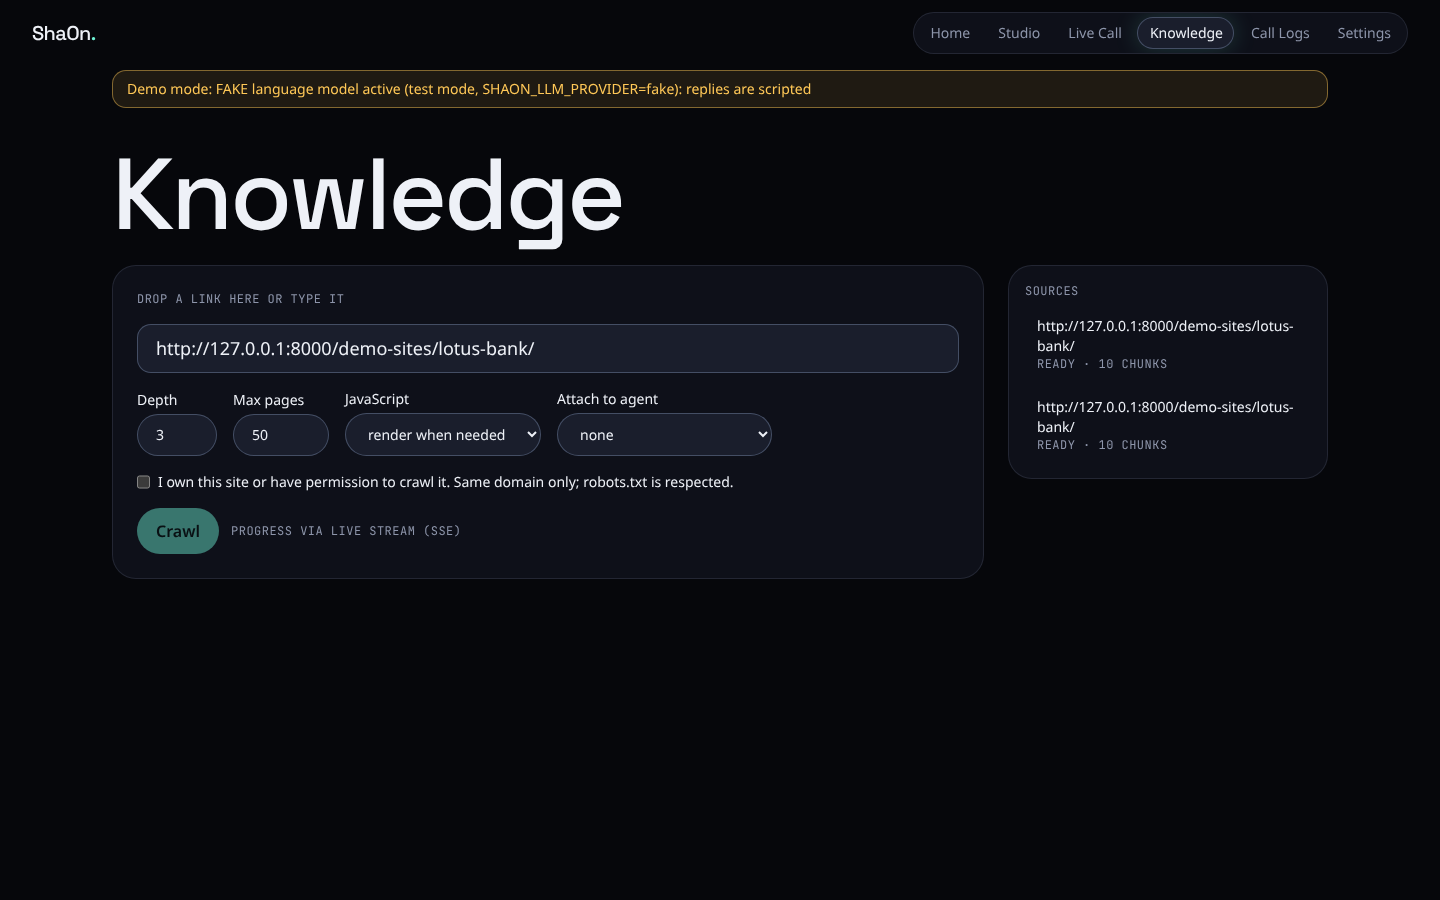 ShaOn.
Home Studio Live Call Knowledge Call Logs Settings
Demo mode: FAKE language model active (test mode, SHAON_LLM_PROVIDER=fake): replies are scripted
Knowledge
DROP A LINK HERE OR TYPE IT
http://127.0.0.1:8000/demo-sites/lotus-bank/
Depth Max pages JavaScript Attach to agent
3 50 render when needed none
I own this site or have permission to crawl it. Same domain only; robots.txt is respected.
Crawl PROGRESS VIA LIVE STREAM (SSE)
SOURCES
http://127.0.0.1:8000/demo-sites/lotus-
bank/
READY · 10 CHUNKS
http://127.0.0.1:8000/demo-sites/lotus-
bank/
READY · 10 CHUNKS